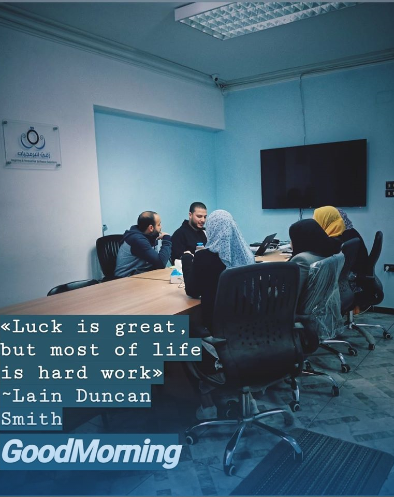 «Luck is great,
but most of life
is hard work»
~Lain Duncan
Smith
GoodMorning